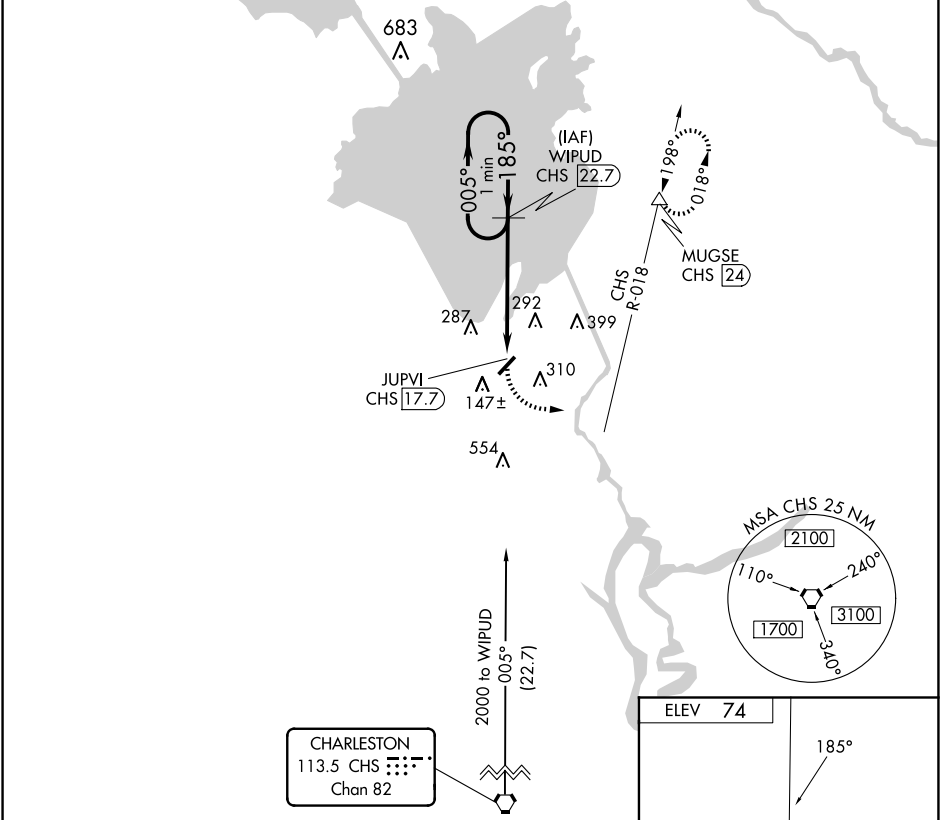 683
(IAF)
WIPUD
CHS 22.7
005°
1 min
185°
198°
018°
MUGSE
CHS 24
CHS
R-018
292
287
399
JUPVI
CHS 17.7
310
147±
554
MSA CHS 25 NM
2100
110°
240°
1700
3100
340°
2000 to WIPUD
005°
(22.7)
ELEV 74
185°
CHARLESTON
113.5 CHS
Chan 82